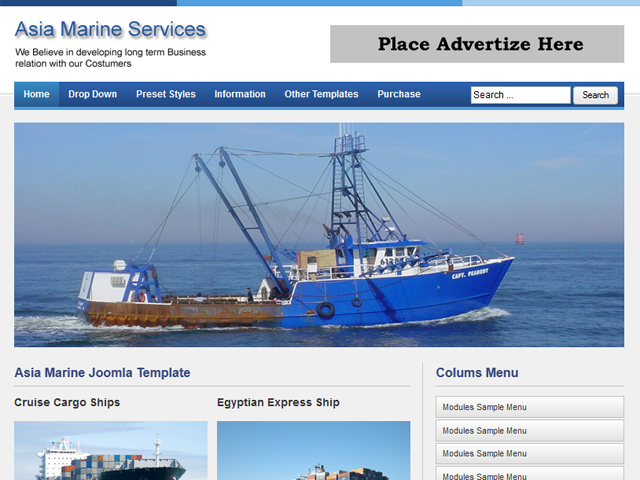 Asia Marine Services
We Believe in developing long term Business
relation with our Costumers
Place Advertize Here
Home Drop Down Preset Styles Information Other Templates Purchase Search ... Search
CAPT. PEABODY
Asia Marine Joomla Template
Cruise Cargo Ships
Egyptian Express Ship
Colums Menu
Modules Sample Menu
Modules Sample Menu
Modules Sample Menu
Modules Sample Menu